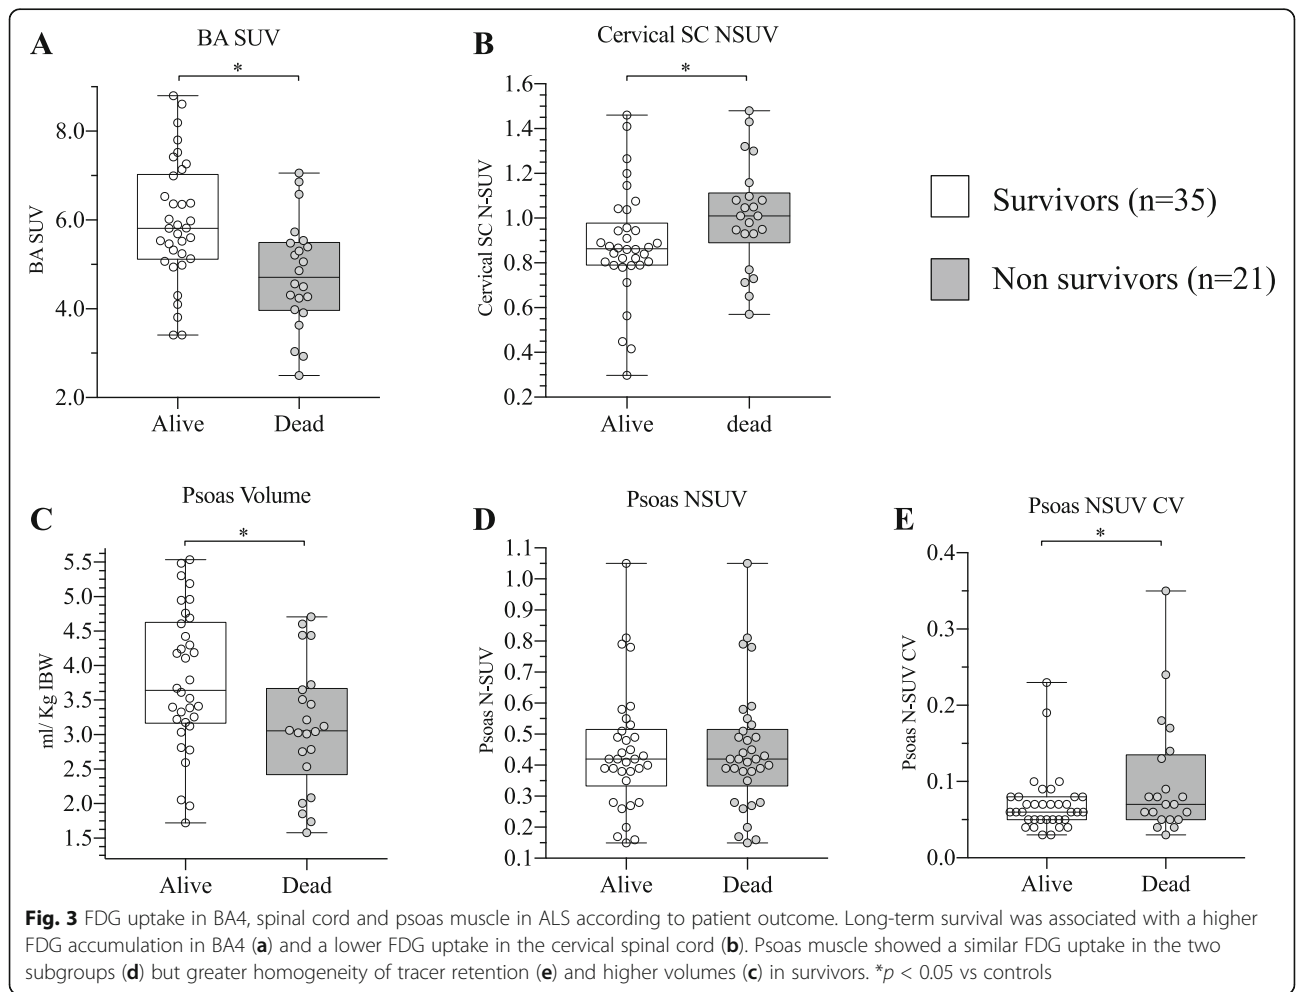 A
BA SUV
*
BA SUV
8.0
6.0
4.0
2.0
Alive
Dead
B
Cervical SC NSUV
*
Cervical SC N-SUV
1.6
1.4
1.2
1.0
0.8
0.6
0.4
0.2
Alive
dead
Survivors (n=35)
Non survivors (n=21)
C
Psoas Volume
*
ml/ Kg IBW
5.5
5.0
4.5
4.0
3.5
3.0
2.5
2.0
1.5
Alive
Dead
D
Psoas NSUV
Psoas N-SUV
1.1
1.0
0.9
0.8
0.7
0.6
0.5
0.4
0.3
0.2
0.1
Alive
Dead
E
Psoas NSUV CV
*
Psoas N-SUV CV
0.4
0.3
0.2
0.1
0.0
Alive
Dead
Fig. 3 FDG uptake in BA4, spinal cord and psoas muscle in ALS according to patient outcome. Long-term survival was associated with a higher
FDG accumulation in BA4 (a) and a lower FDG uptake in the cervical spinal cord (b). Psoas muscle showed a similar FDG uptake in the two
subgroups (d) but greater homogeneity of tracer retention (e) and higher volumes (c) in survivors. *p < 0.05 vs controls